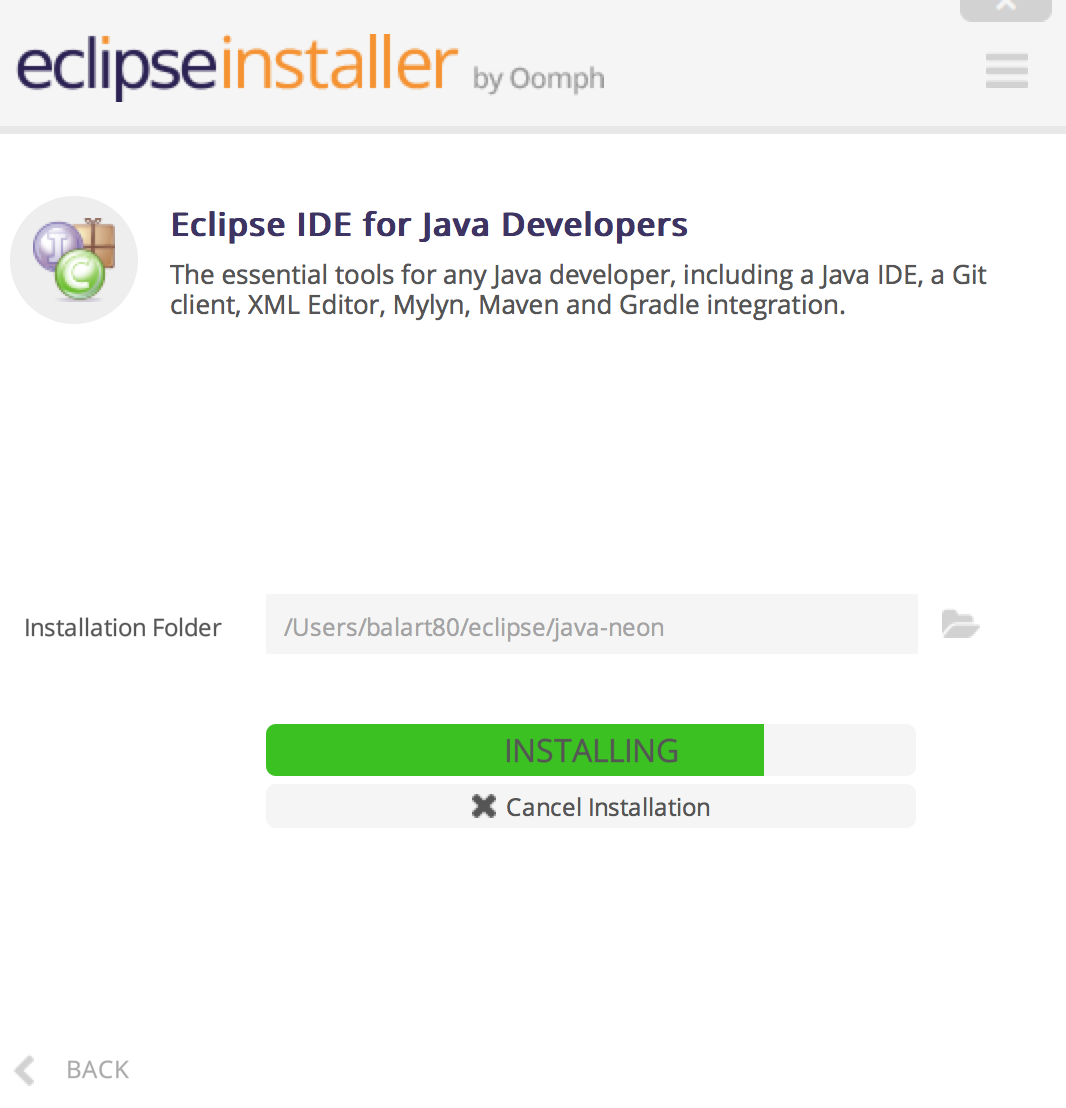 eclipseinstaller by Oomph
Eclipse IDE for Java Developers
The essential tools for any Java developer, including a Java IDE, a Git
client, XML Editor, Mylyn, Maven and Gradle integration.
Installation Folder /Users/balart80/eclipse/java-neon
INSTALLING
Cancel Installation
BACK